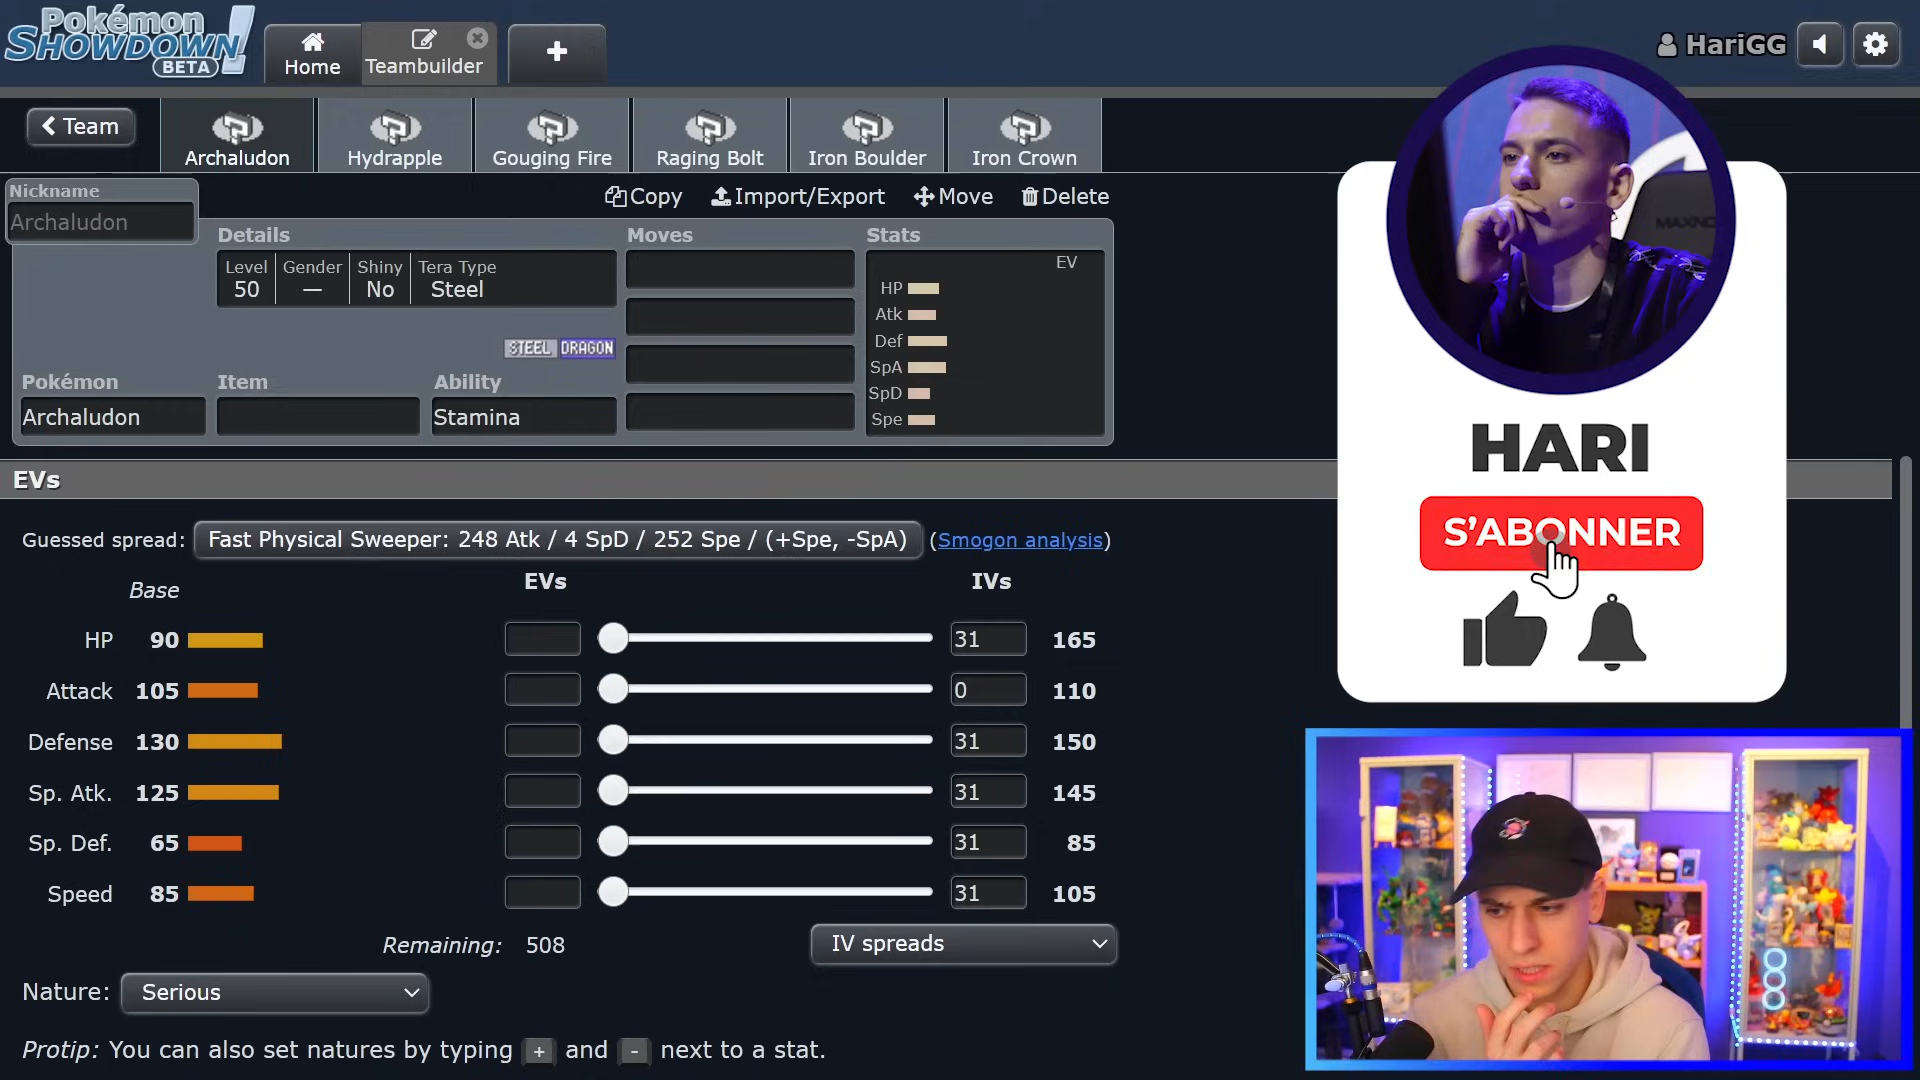 Pokémon
SHOWDOWN!
BETA
Home
Teambuilder
HariGG
Team
Archaludon
Hydrapple
Gouging Fire
Raging Bolt
Iron Boulder
Iron Crown
Nickname
Archaludon
Copy
Import/Export
Move
Delete
Details
Level
50
Gender
—
Shiny
No
Tera Type
Steel
STEEL DRAGON
Pokémon
Archaludon
Item
Ability
Stamina
Moves
Stats
EV
HP
Atk
Def
SpA
SpD
Spe
EVs
Guessed spread: Fast Physical Sweeper: 248 Atk / 4 SpD / 252 Spe / (+Spe, -SpA) (Smogon analysis)
Base EVs IVs
HP 90 31 165
Attack 105 0 110
Defense 130 31 150
Sp. Atk. 125 31 145
Sp. Def. 65 31 85
Speed 85 31 105
Remaining: 508
IV spreads
Nature: Serious
Protip: You can also set natures by typing + and - next to a stat.
HARI
S'ABONNER